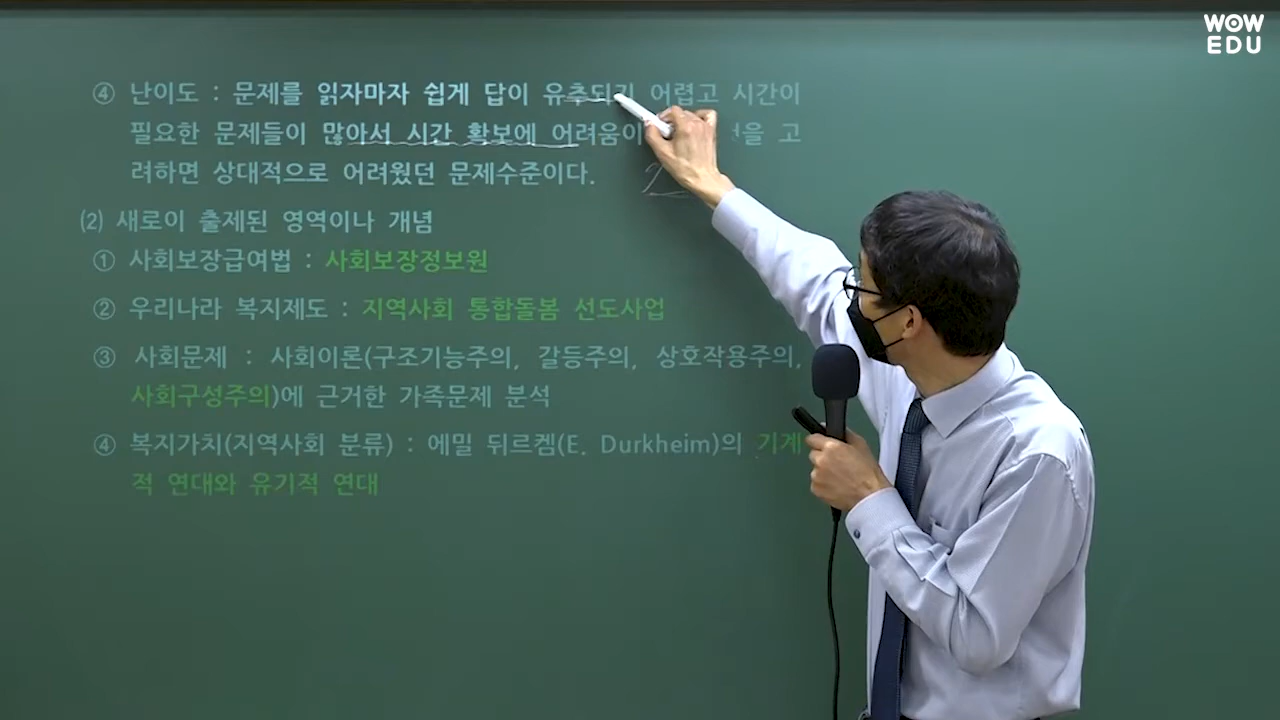 WOW
EDU
④ 난이도 : 문제를 읽자마자 쉽게 답이 유추되기 어렵고 시간이
필요한 문제들이 많아서 시간 확보에 어려움이 을 고
려하면 상대적으로 어려웠던 문제수준이다.
(2) 새로이 출제된 영역이나 개념
① 사회보장급여법 : 사회보장정보원
② 우리나라 복지제도 : 지역사회 통합돌봄 선도사업
③ 사회문제 : 사회이론(구조기능주의, 갈등주의, 상호작용주의,
사회구성주의)에 근거한 가족문제 분석
④ 복지가치(지역사회 분류) : 에밀 뒤르켐(E. Durkheim)의 기계
적 연대와 유기적 연대